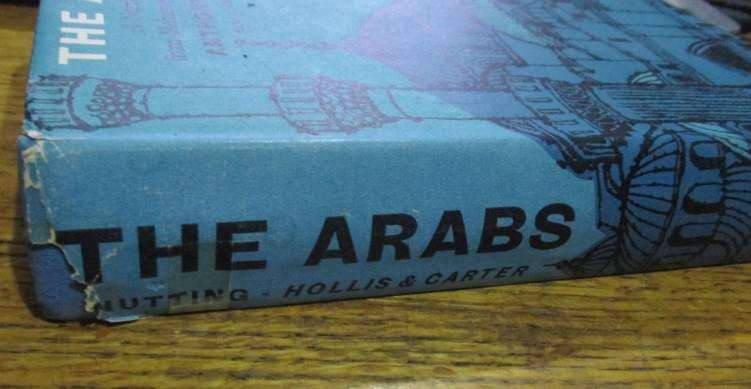 THE A
THE ARABS
NUTTING · HOLLIS & CARTER